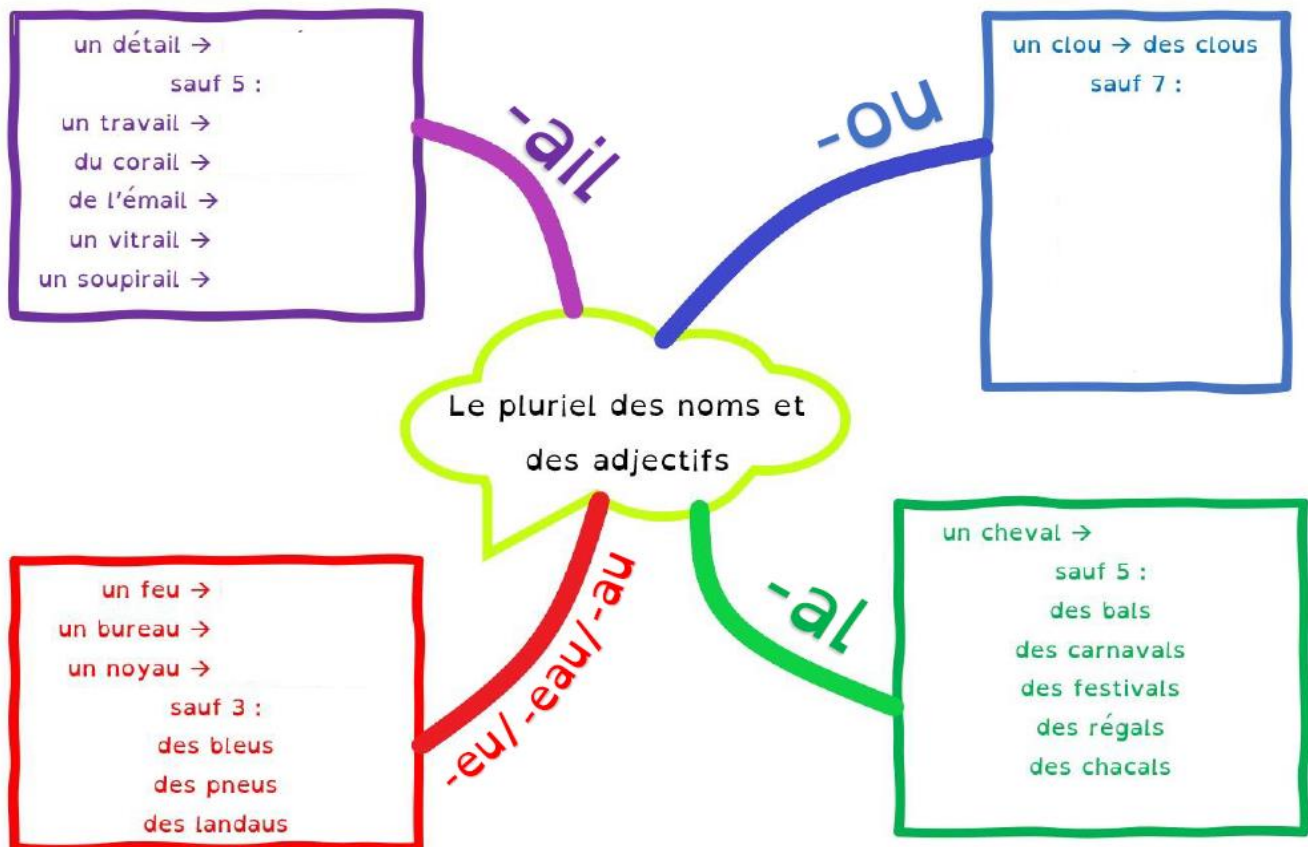 un détail →
sauf 5 :
un travail →
du corail →
de l'émail →
un vitrail →
un soupirail →
-ail
-ou
un clou → des clous
sauf 7 :
Le pluriel des noms et
des adjectifs
un feu →
un bureau →
un noyau →
sauf 3 :
des bleus
des pneus
des landaus
-eu/-eau/-au
-al
un cheval →
sauf 5 :
des bals
des carnavals
des festivals
des régals
des chacals